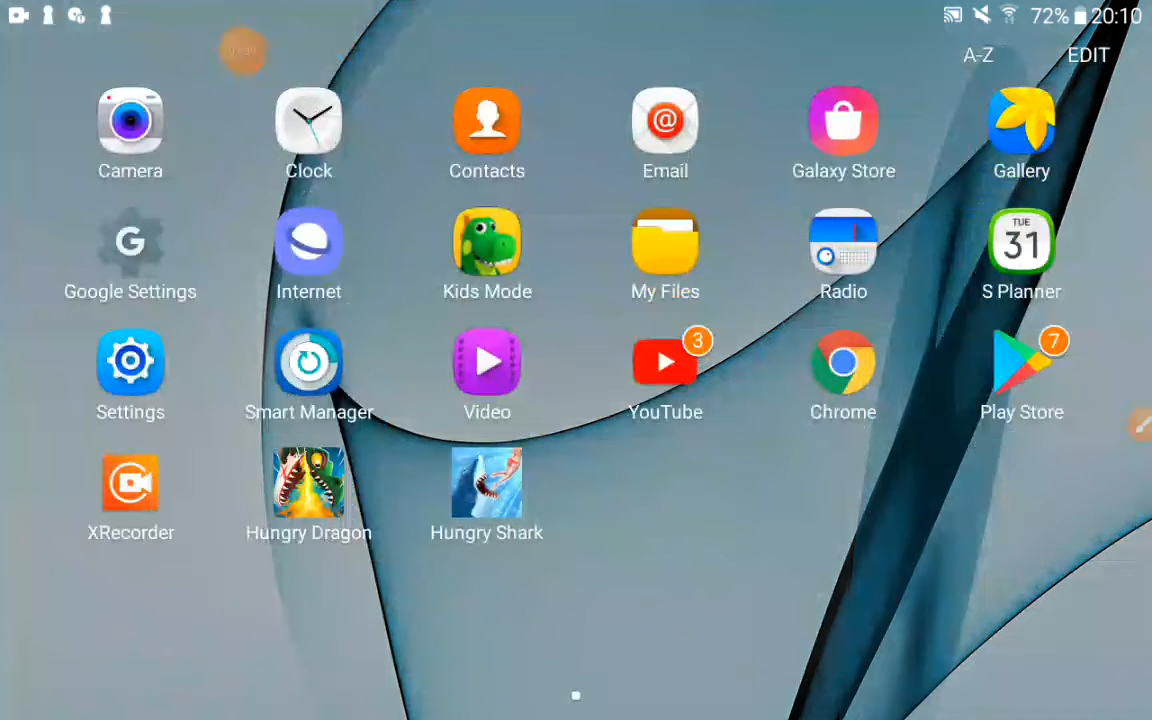 72% 20:10
A-Z EDIT
Camera Clock Contacts Email Galaxy Store Gallery
@
G
TUE
31
Google Settings Internet Kids Mode My Files Radio S Planner
3
7
Settings Smart Manager Video YouTube Chrome Play Store
XRecorder Hungry Dragon Hungry Shark